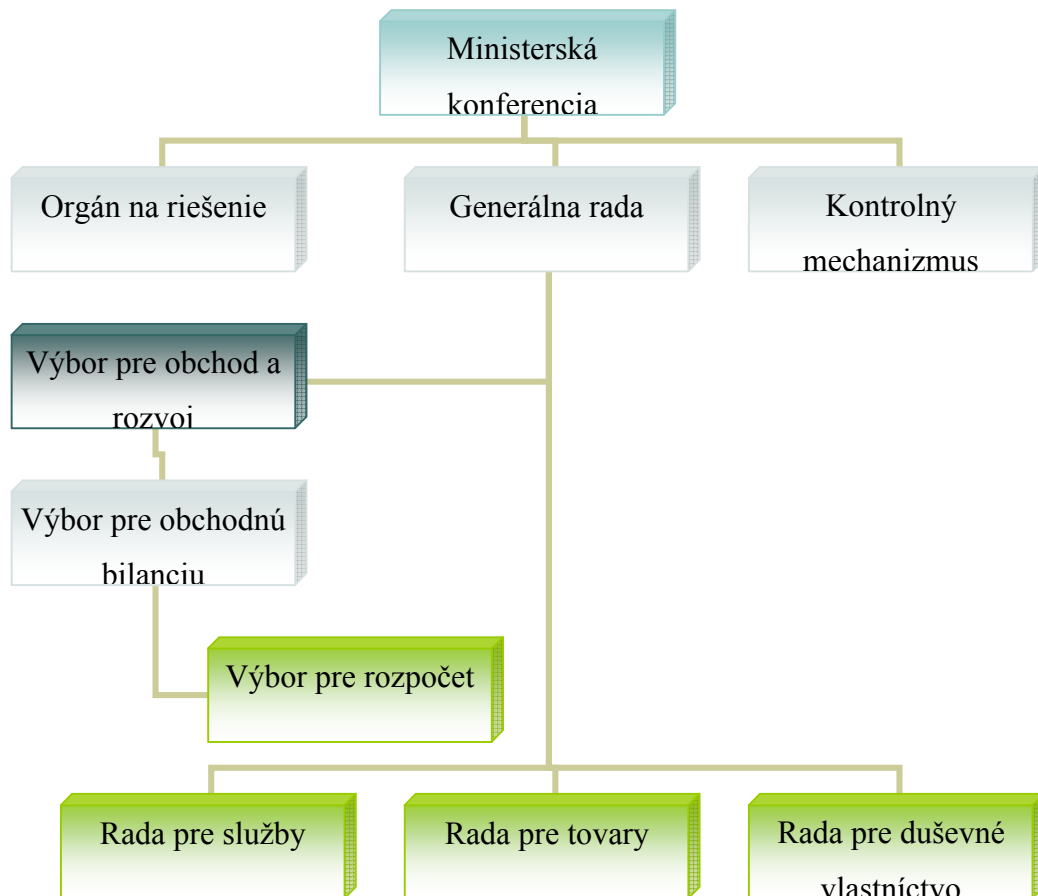 Ministerská
konferencia
Orgán na riešenie
Generálna rada
Kontrolný
mechanizmus
Výbor pre obchod a
rozvoj
Výbor pre obchodnú
bilanciu
Výbor pre rozpočet
Rada pre služby
Rada pre tovary
Rada pre duševné
vlastníctvo